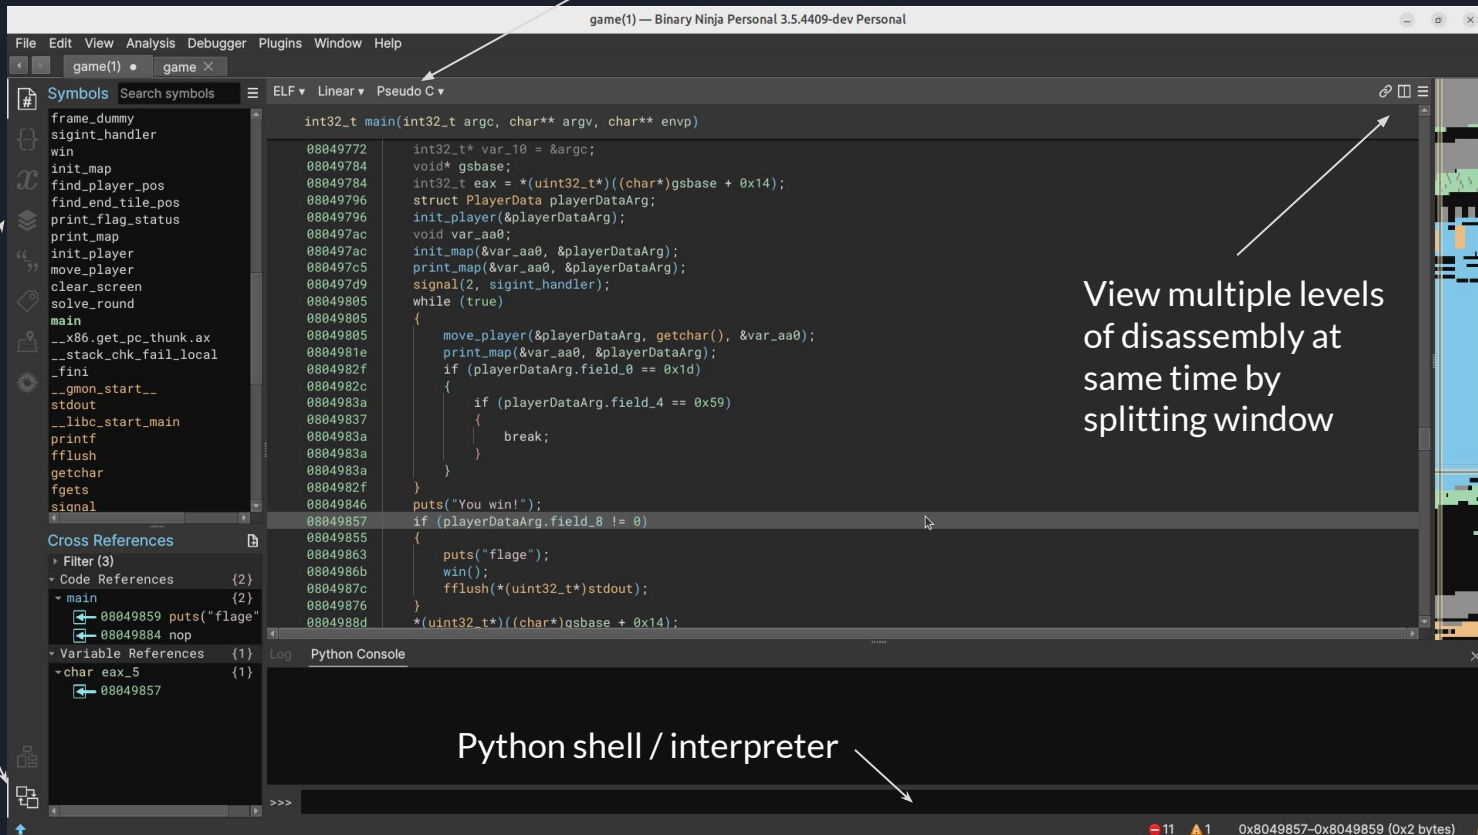 game(1) — Binary Ninja Personal 3.5.4409-dev Personal
File Edit View Analysis Debugger Plugins Window Help
game(1) ● game ×
Symbols Search symbols
ELF ▾ Linear ▾ Pseudo C ▾
int32_t main(int32_t argc, char** argv, char** envp)
frame_dummy
sigint_handler
win
init_map
find_player_pos
find_end_tile_pos
print_flag_status
print_map
init_player
move_player
clear_screen
solve_round
main
__x86.get_pc_thunk.ax
__stack_chk_fail_local
_fini
__gmon_start__
stdout
__libc_start_main
printf
fflush
getchar
fgets
signal
08049772 int32_t* var_10 = &argc;
08049784 void* gsbase;
08049784 int32_t eax = *(uint32_t*)((char*)gsbase + 0x14);
08049796 struct PlayerData playerDataArg;
08049796 init_player(&playerDataArg);
080497ac void var_aa0;
080497ac init_map(&var_aa0, &playerDataArg);
080497c5 print_map(&var_aa0, &playerDataArg);
080497d9 signal(2, sigint_handler);
08049805 while (true)
08049805 {
08049805 move_player(&playerDataArg, getchar(), &var_aa0);
0804981e print_map(&var_aa0, &playerDataArg);
0804982f if (playerDataArg.field_0 == 0x1d)
0804982c {
0804983a if (playerDataArg.field_4 == 0x59)
08049837 {
0804983a break;
0804983a }
0804983a }
0804982f }
08049846 puts("You win!");
08049857 if (playerDataArg.field_8 != 0)
08049855 {
08049863 puts("flage");
0804986b win();
0804987c fflush(*(uint32_t*)stdout);
08049876 }
0804988d *(uint32_t*)((char*)gsbase + 0x14);
View multiple levels
of disassembly at
same time by
splitting window
Cross References
Filter (3)
Code References {2}
main {2}
08049859 puts("flage"
08049884 nop
Variable References {1}
char eax_5 {1}
08049857
Log Python Console
Python shell / interpreter
>>>
11 1 0x8049857–0x8049859 (0x2 bytes)